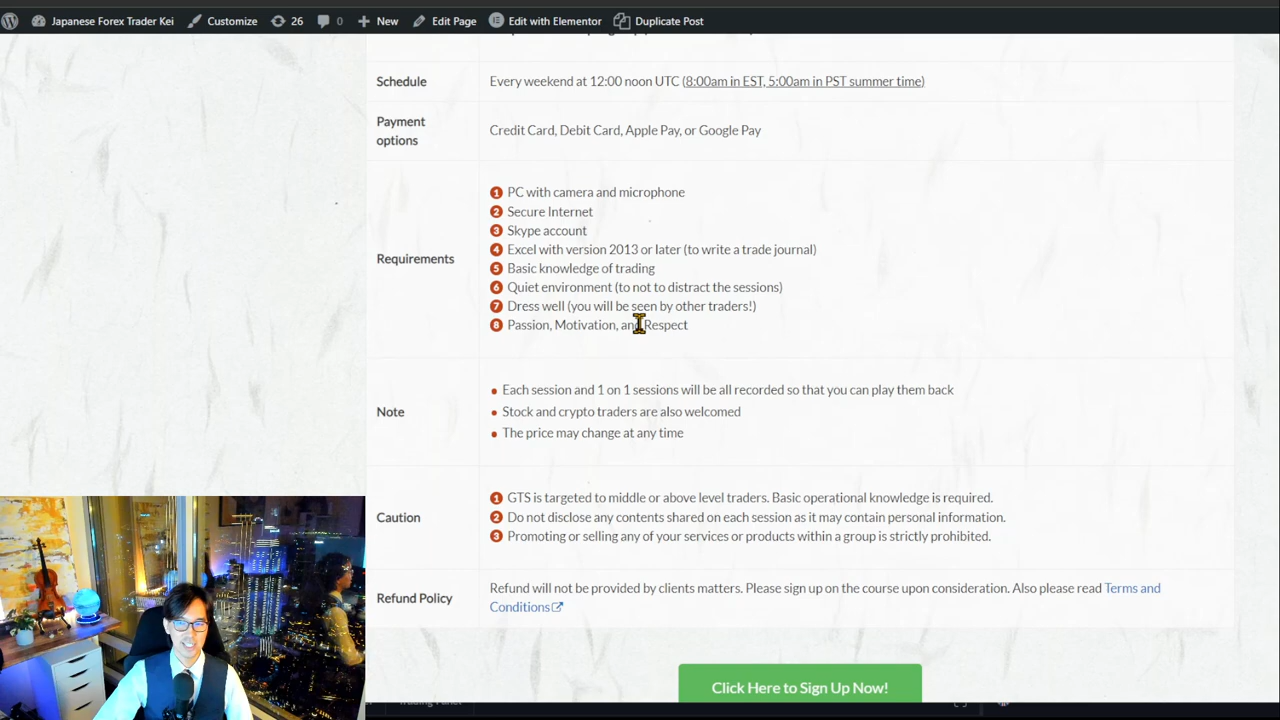 Japanese Forex Trader Kei Customize 26 0 New Edit Page Edit with Elementor Duplicate Post
Schedule
Every weekend at 12:00 noon UTC (8:00am in EST, 5:00am in PST summer time)
Payment
options
Credit Card, Debit Card, Apple Pay, or Google Pay
Requirements
1 PC with camera and microphone
2 Secure Internet
3 Skype account
4 Excel with version 2013 or later (to write a trade journal)
5 Basic knowledge of trading
6 Quiet environment (to not to distract the sessions)
7 Dress well (you will be seen by other traders!)
8 Passion, Motivation, and Respect
Note
Each session and 1 on 1 sessions will be all recorded so that you can play them back
Stock and crypto traders are also welcomed
The price may change at any time
Caution
1 GTS is targeted to middle or above level traders. Basic operational knowledge is required.
2 Do not disclose any contents shared on each session as it may contain personal information.
3 Promoting or selling any of your services or products within a group is strictly prohibited.
Refund Policy
Refund will not be provided by clients matters. Please sign up on the course upon consideration. Also please read Terms and
Conditions
Click Here to Sign Up Now!